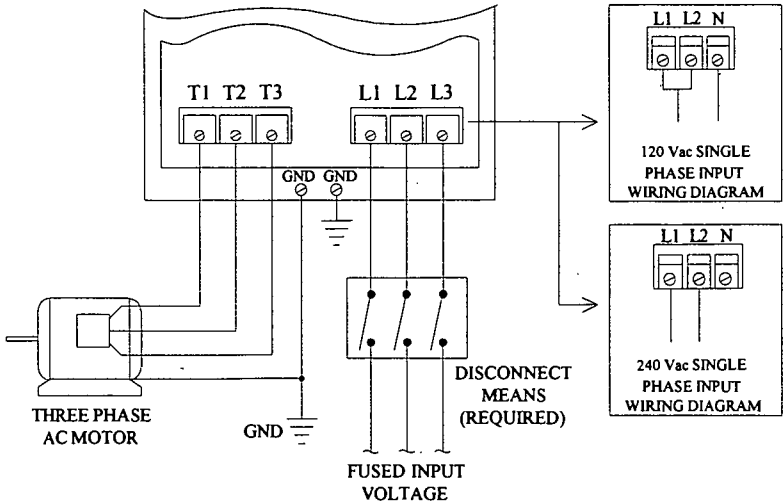 T1 T2 T3
L1 L2 L3
GND GND
THREE PHASE
AC MOTOR
GND
DISCONNECT
MEANS
(REQUIRED)
FUSED INPUT
VOLTAGE
L1 L2 N
120 Vac SINGLE
PHASE INPUT
WIRING DIAGRAM
L1 L2 N
240 Vac SINGLE
PHASE INPUT
WIRING DIAGRAM